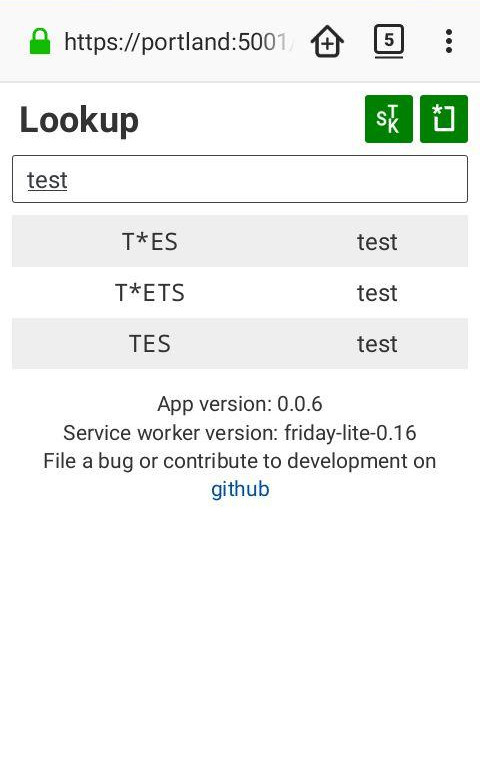 https://portland:5001/
5
Lookup
STK
*
test
T*ES test
T*ETS test
TES test
App version: 0.0.6
Service worker version: friday-lite-0.16
File a bug or contribute to development on
github